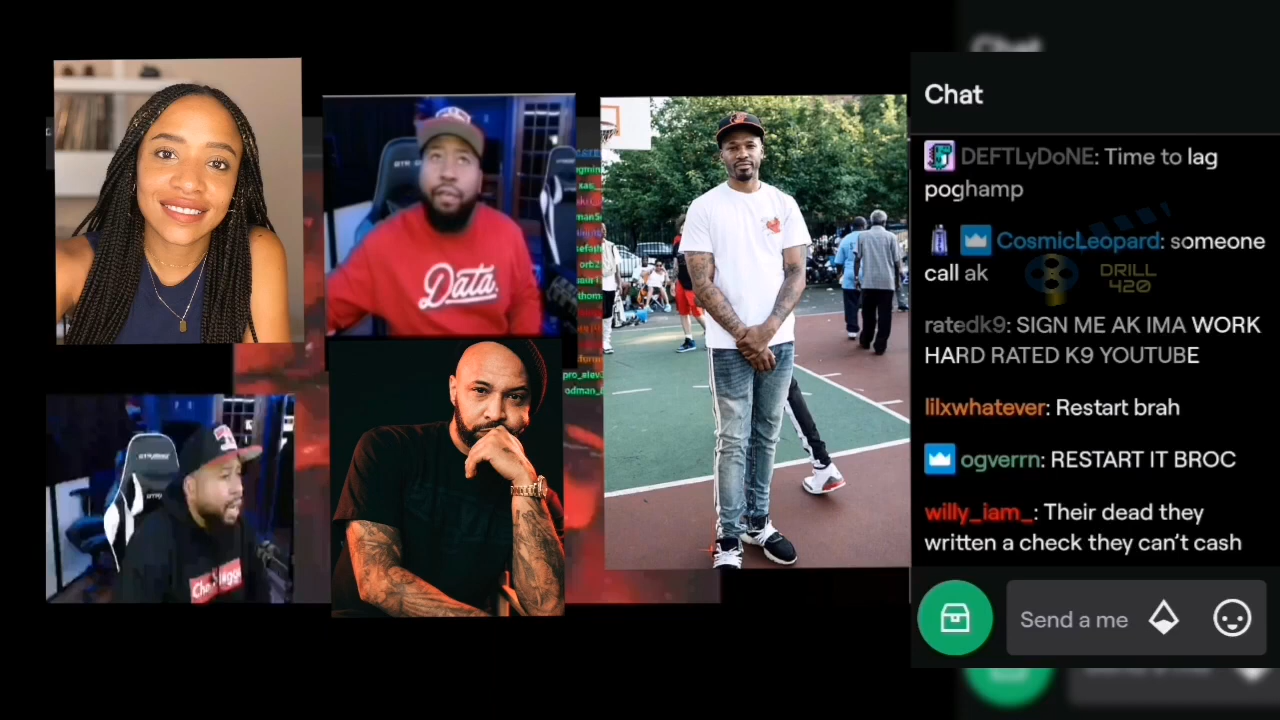 Chat
DEFTLyDoNE: Time to lag
poghamp
CosmicLeopard: someone
call ak
DRILL
420
ratedk9: SIGN ME AK IMA WORK
HARD RATED K9 YOUTUBE
lilxwhatever: Restart brah
ogverrn: RESTART IT BROC
willy_iam_: Their dead they
written a check they can't cash
Send a me
Data